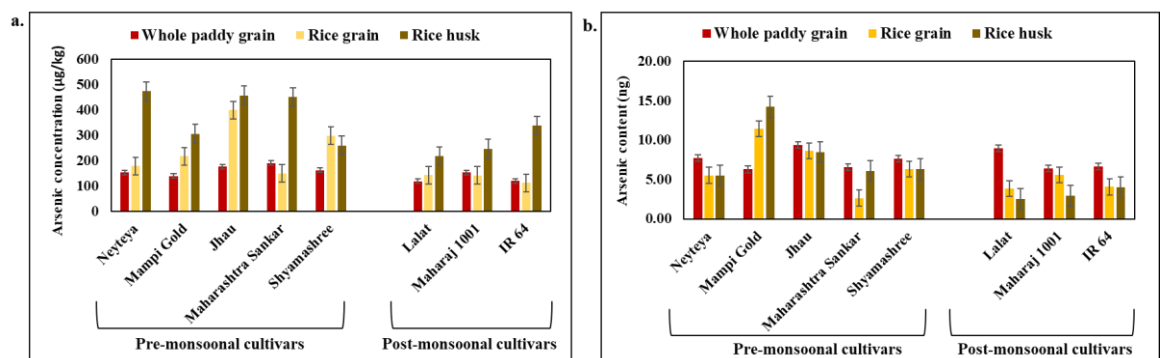 a.
Whole paddy grain Rice grain Rice husk
Arsenic concentration (µg/kg)
600
500
400
300
200
100
0
Neyteya
Mampi Gold
Jhau
Maharashtra Sankar
Shyamashree
Lalat
Maharaj 1001
IR 64
Pre-monsoonal cultivars Post-monsoonal cultivars
b.
Whole paddy grain Rice grain Rice husk
Arsenic content (ng)
20.00
15.00
10.00
5.00
0.00
Neyteya
Mampi Gold
Jhau
Maharashtra Sankar
Shyamashree
Lalat
Maharaj 1001
IR 64
Pre-monsoonal cultivars Post-monsoonal cultivars